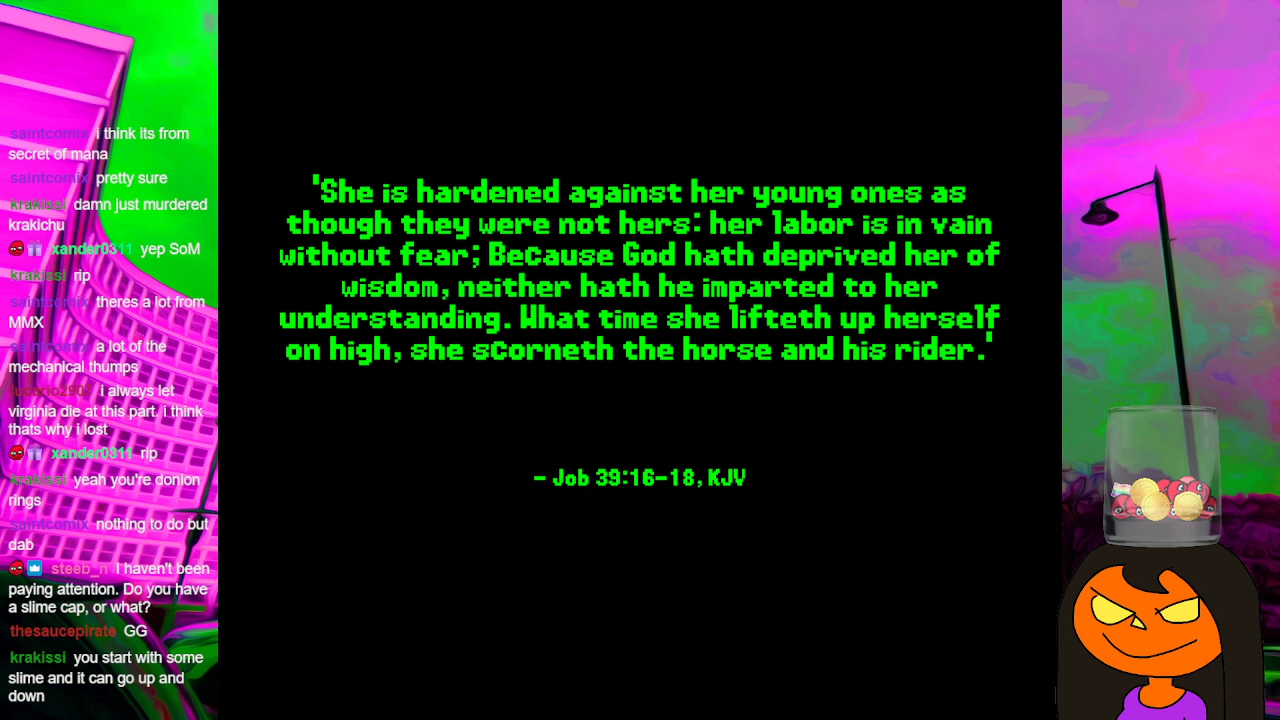 saintcomix i think its from
secret of mana
saintcomix pretty sure
krakissi damn just murdered
krakichu
xander0311 yep SoM
krakissi rip
saintcomix theres a lot from
MMX
saintcomix a lot of the
mechanical thumps
i always let
virginia die at this part. i think
thats why i lost
xander0311 rip
krakissi yeah you're donion
rings
saintcomix nothing to do but
dab
steeb_n I haven't been
paying attention. Do you have
a slime cap, or what?
thesaucepirate GG
krakissi you start with some
slime and it can go up and
down
'She is hardened against her young ones as
though they were not hers: her labor is in vain
without fear; Because God hath deprived her of
wisdom, neither hath he imparted to her
understanding. What time she lifteth up herself
on high, she scorneth the horse and his rider.'
- Job 39:16-18, KJV